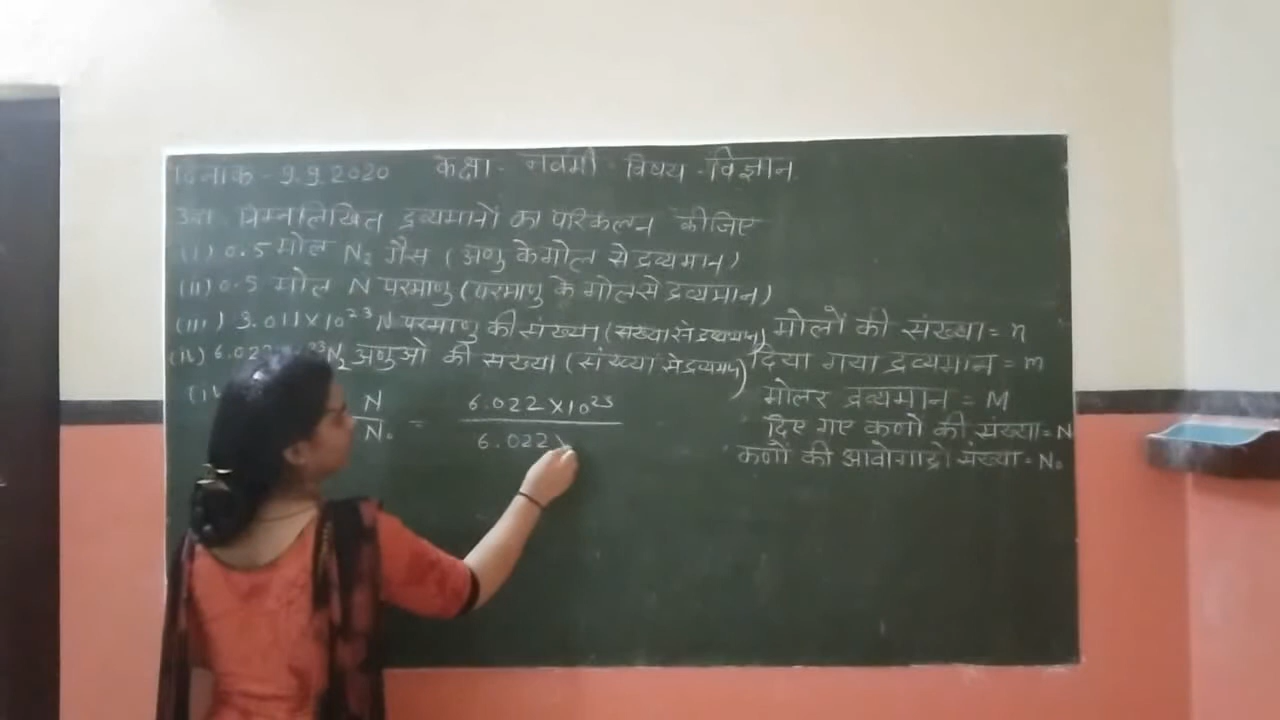 दिनांक - 9.9.2020 कक्षा - नवमी - विषय - विज्ञान
निम्नलिखित द्रव्यमानों का परिकलन कीजिए
(i) 0.5 मोल N₂ गैस (अणु के मोल से द्रव्यमान)
(ii) 0.5 मोल N परमाणु (परमाणु के मोल से द्रव्यमान)
(iii) 3.011×10²³ N परमाणु की संख्या (संख्या से द्रव्यमान)
(iv) 6.022 ²³ N₂ अणुओं की संख्या (संख्या से द्रव्यमान)
(iv
N/N₀ = 6.022×10²³/6.022×
मोलों की संख्या = n
दिया गया द्रव्यमान = m
मोलर द्रव्यमान = M
दिए गए कणों की संख्या = N
कणों की आवोगाद्रो संख्या = N₀